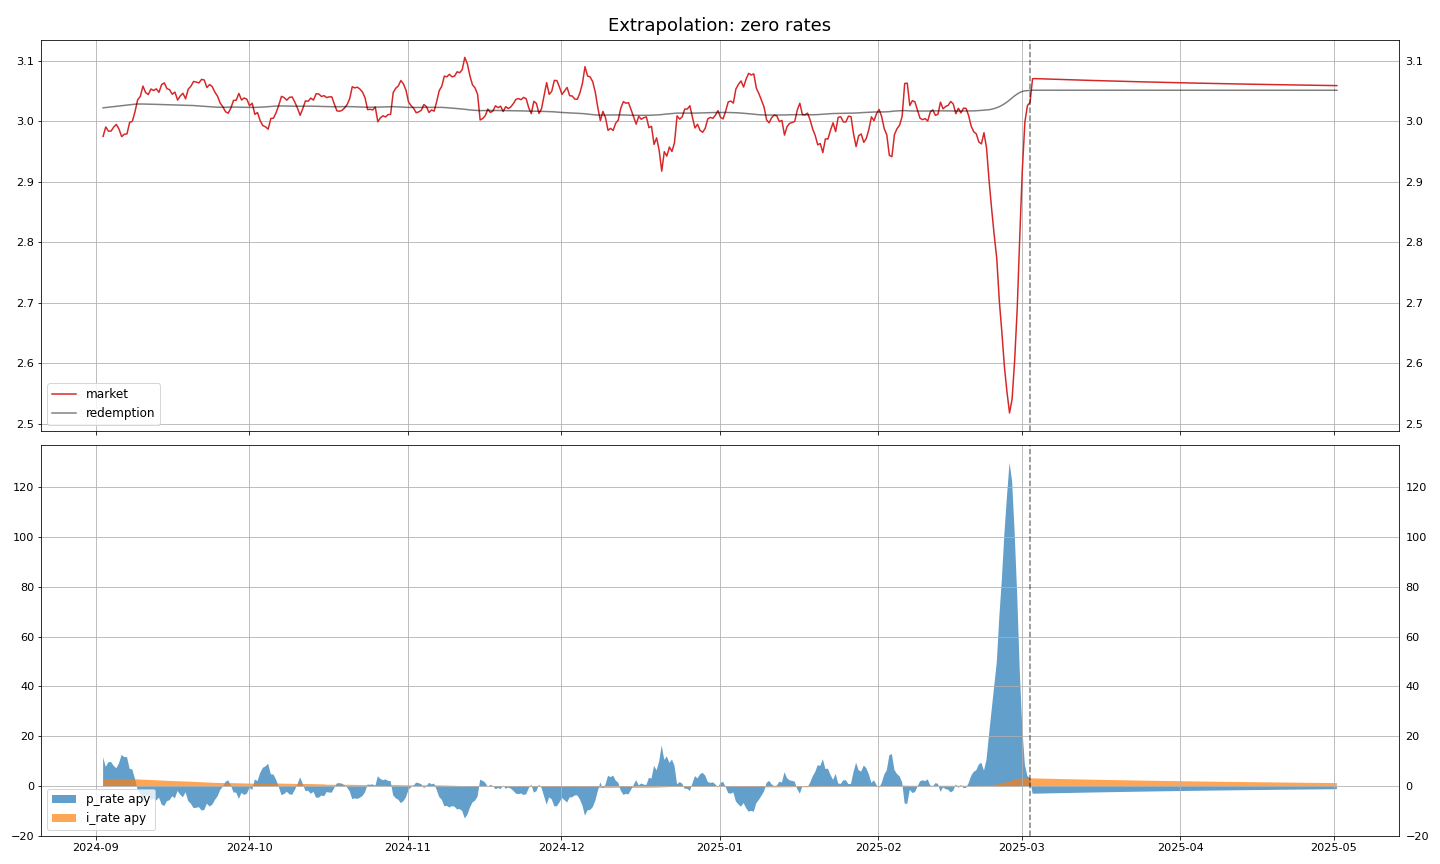 Extrapolation: zero rates
3.1 3.1
3.0 3.0
2.9 2.9
2.8 2.8
2.7 2.7
2.6 2.6
2.5 2.5
market
redemption
120 120
100 100
80 80
60 60
40 40
20 20
0 0
−20 −20
p_rate apy
i_rate apy
2024-09 2024-10 2024-11 2024-12 2025-01 2025-02 2025-03 2025-04 2025-05